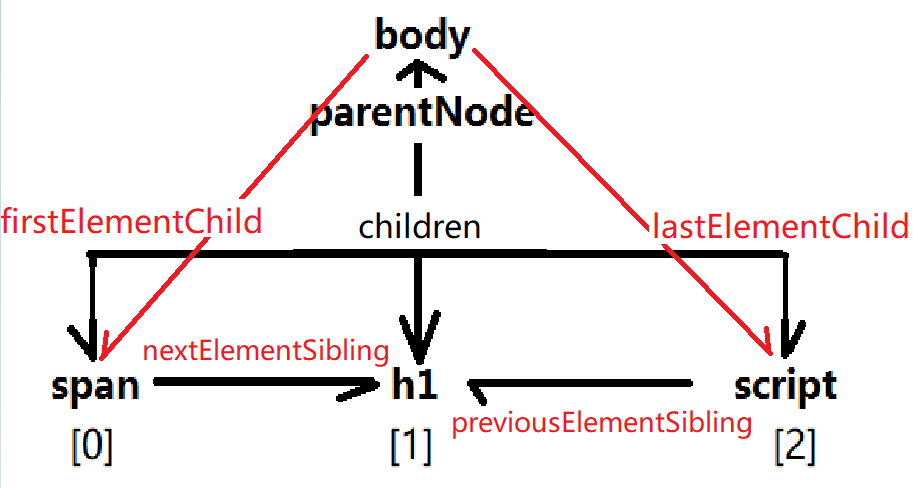 body
parentNode
firstElementChild
children
lastElementChild
nextElementSibling
span
h1
script
previousElementSibling
[0]
[1]
[2]